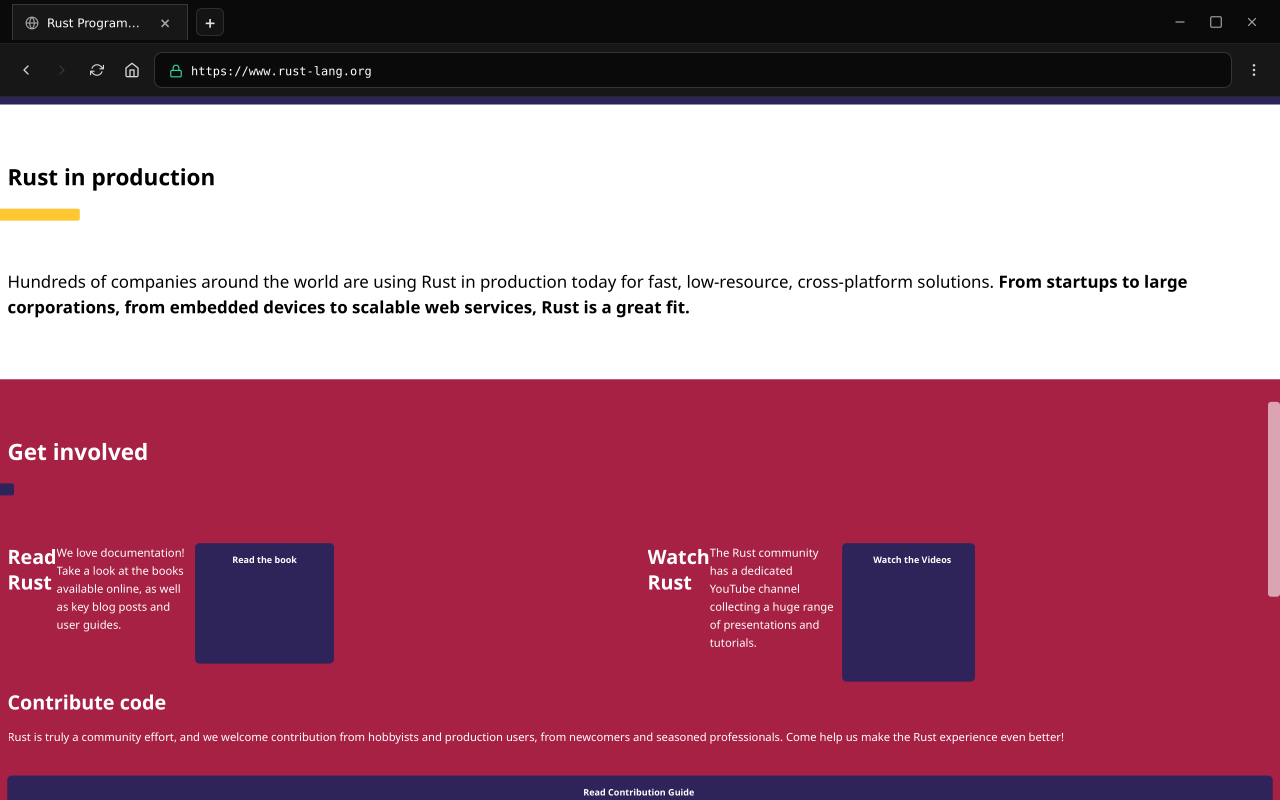 Rust Program...
https://www.rust-lang.org
Rust in production
Hundreds of companies around the world are using Rust in production today for fast, low-resource, cross-platform solutions. From startups to large
corporations, from embedded devices to scalable web services, Rust is a great fit.
Get involved
Read
Rust
We love documentation!
Take a look at the books
available online, as well
as key blog posts and
user guides.
Read the book
Watch
Rust
The Rust community
has a dedicated
YouTube channel
collecting a huge range
of presentations and
tutorials.
Watch the Videos
Contribute code
Rust is truly a community effort, and we welcome contribution from hobbyists and production users, from newcomers and seasoned professionals. Come help us make the Rust experience even better!
Read Contribution Guide